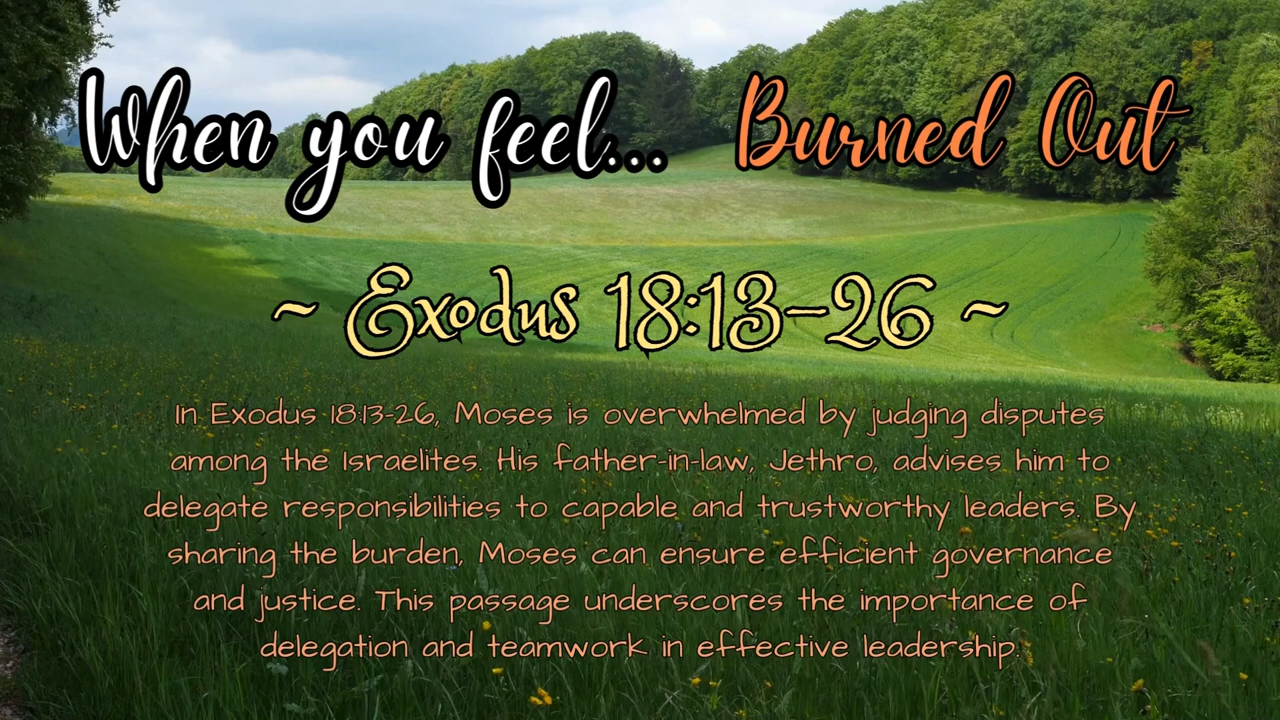 When you feel... Burned Out
~ Exodus 18:13-26 ~
In Exodus 18:13-26, Moses is overwhelmed by judging disputes
among the Israelites. His father-in-law, Jethro, advises him to
delegate responsibilities to capable and trustworthy leaders. By
sharing the burden, Moses can ensure efficient governance
and justice. This passage underscores the importance of
delegation and teamwork in effective leadership.